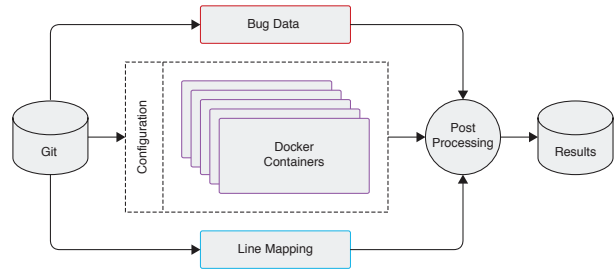 Bug Data
Git
Configuration
Docker
Containers
Post
Processing
Results
Line Mapping